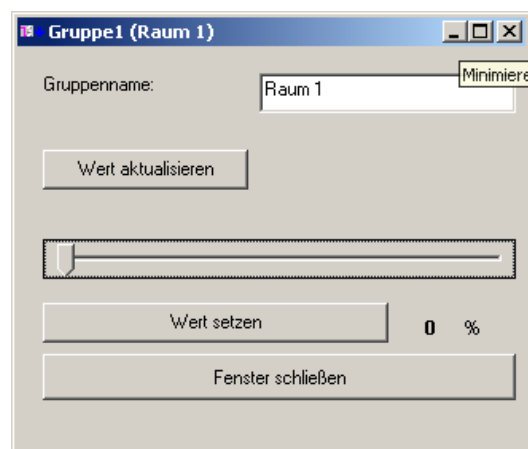 Gruppe1 (Raum 1)
Minimiere
Gruppenname:
Raum 1
Wert aktualisieren
Wert setzen
0 %
Fenster schließen